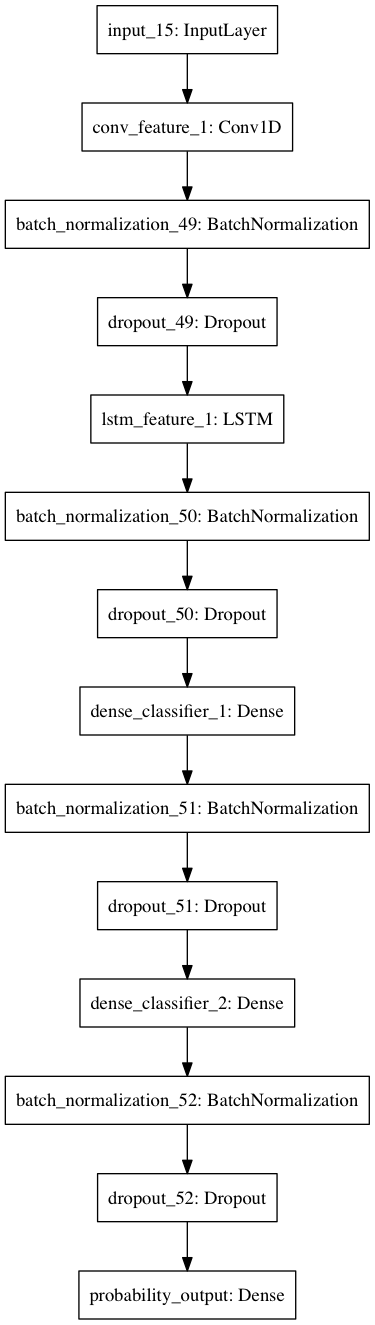 input_15: InputLayer
conv_feature_1: Conv1D
batch_normalization_49: BatchNormalization
dropout_49: Dropout
lstm_feature_1: LSTM
batch_normalization_50: BatchNormalization
dropout_50: Dropout
dense_classifier_1: Dense
batch_normalization_51: BatchNormalization
dropout_51: Dropout
dense_classifier_2: Dense
batch_normalization_52: BatchNormalization
dropout_52: Dropout
probability_output: Dense